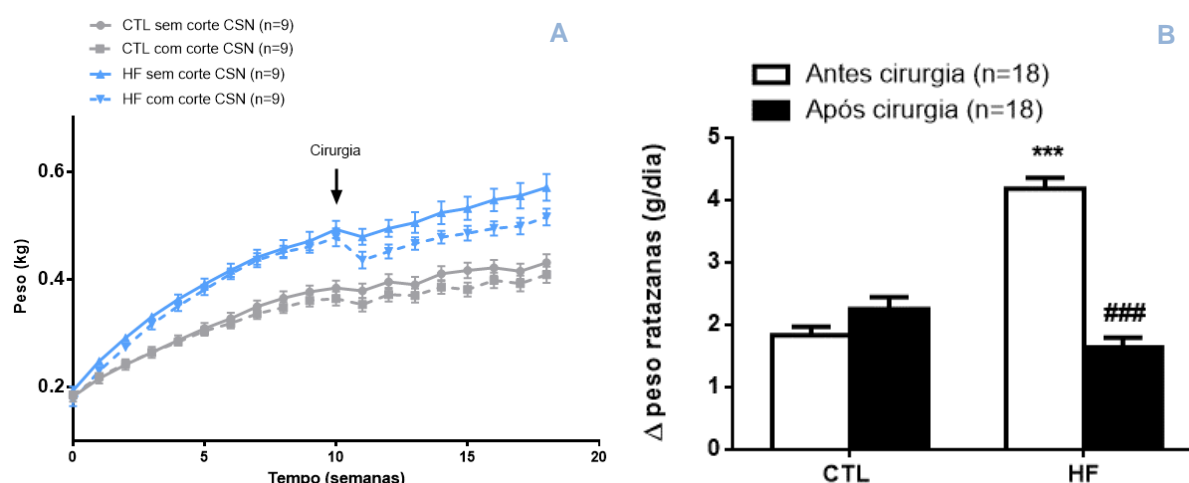 CTL sem corte CSN (n=9)
CTL com corte CSN (n=9)
HF sem corte CSN (n=9)
HF com corte CSN (n=9)
A
Cirurgia
Peso (kg)
0.6
0.4
0.2
0 5 10 15 20
Tempo (semanas)
B
Antes cirurgia (n=18)
Após cirurgia (n=18)
Δ peso ratazanas (g/dia)
5
4
3
2
1
0
***
###
CTL HF